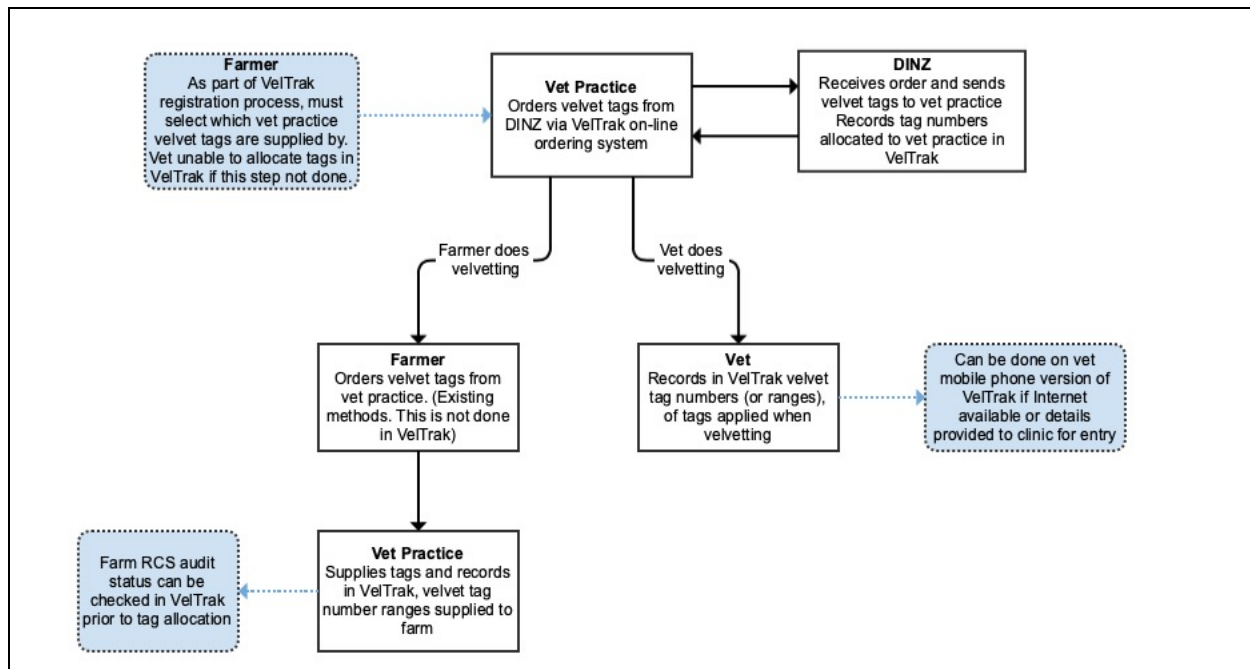 Farmer
As part of VelTrak
registration process, must
select which vet practice
velvet tags are supplied by.
Vet unable to allocate tags in
VelTrak if this step not done.
Vet Practice
Orders velvet tags from
DINZ via VelTrak on-line
ordering system
DINZ
Receives order and sends
velvet tags to vet practice
Records tag numbers
allocated to vet practice in
VelTrak
Farmer does
velvetting
Vet does
velvetting
Farmer
Orders velvet tags from
vet practice. (Existing
methods. This is not done
in VelTrak)
Vet
Records in VelTrak velvet
tag numbers (or ranges),
of tags applied when
velvetting
Can be done on vet
mobile phone version of
VelTrak if Internet
available or details
provided to clinic for entry
Farm RCS audit
status can be
checked in VelTrak
prior to tag allocation
Vet Practice
Supplies tags and records
in VelTrak, velvet tag
number ranges supplied to
farm